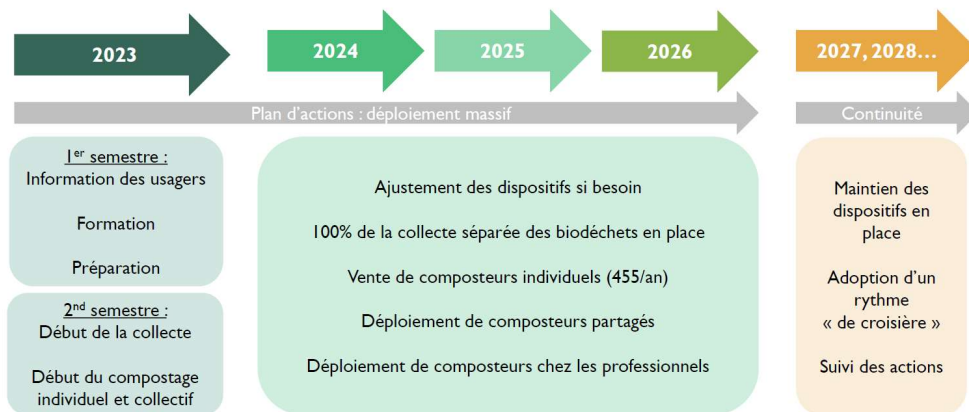 2023
2024
2025
2026
2027, 2028...
Plan d'actions : déploiement massif
Continuité
1er semestre :
Information des usagers
Formation
Préparation
2nd semestre :
Début de la collecte
Début du compostage
individuel et collectif
Ajustement des dispositifs si besoin
100% de la collecte séparée des biodéchets en place
Vente de composteurs individuels (455/an)
Déploiement de composteurs partagés
Déploiement de composteurs chez les professionnels
Maintien des
dispositifs en
place
Adoption d'un
rythme
« de croisière »
Suivi des actions